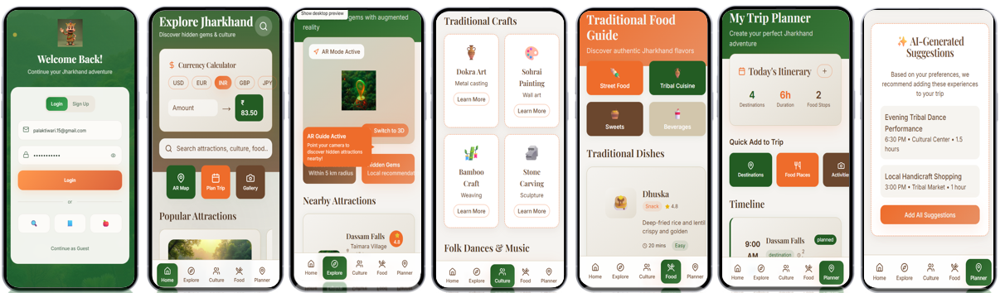 Welcome Back!
Continue your Jharkhand adventure
Login
Sign Up
palaktiwari.15@gmail.com
Login
or
Continue as Guest
Explore Jharkhand
Discover hidden gems & culture
Currency Calculator
USD
EUR
INR
GBP
JPY
Amount
→
₹
83.50
Search attractions, culture, food..
AR Map
Plan Trip
Gallery
Popular Attractions
Home
Explore
Culture
Food
Planner
Show desktop preview
gems with augmented
reality
AR Mode Active
Switch to 3D
AR Guide Active
Point your camera to
discover hidden attractions
nearby!
Hidden Gems
Within 5 km radius
Local recommendat
Nearby Attractions
Dassam Falls
4.8
Taimara Village
Home
Explore
Culture
Food
Planner
Traditional Crafts
Dokra Art
Metal casting
Learn More
Sohrai
Painting
Wall art
Learn More
Bamboo
Craft
Weaving
Learn More
Stone
Carving
Sculpture
Learn More
Folk Dances & Music
Home
Explore
Culture
Food
Planner
Traditional Food
Guide
Discover authentic Jharkhand flavors
Street Food
Tribal Cuisine
Sweets
Beverages
Traditional Dishes
Dhuska
Snack
4.8
Deep-fried rice and lentil
crispy and golden
20 mins
Easy
Home
Explore
Culture
Food
Planner
My Trip Planner
Create your perfect Jharkhand
adventure
Today's Itinerary
+
4
Destinations
6h
Duration
2
Food Stops
Quick Add to Trip
Destinations
Food Places
Activitie
Timeline
9:00
AM
Dassam Falls
planned
destination
2
Home
Explore
Culture
Food
Planner
AI-Generated
Suggestions
Based on your preferences, we
recommend adding these experiences
to your trip
Evening Tribal Dance
Performance
6:30 PM • Cultural Center • 1.5
hours
Local Handicraft Shopping
3:00 PM • Tribal Market • 1 hour
Add All Suggestions
Home
Explore
Culture
Food
Planner